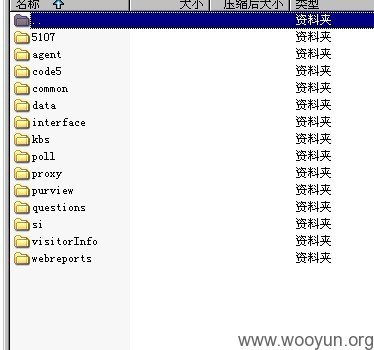 名称 大小 压缩后大小 类型
.. 资料夹
5107 资料夹
agent 资料夹
code5 资料夹
common 资料夹
data 资料夹
interface 资料夹
kbs 资料夹
poll 资料夹
proxy 资料夹
purview 资料夹
questions 资料夹
si 资料夹
visitorInfo 资料夹
webreports 资料夹
www.wooyun.org